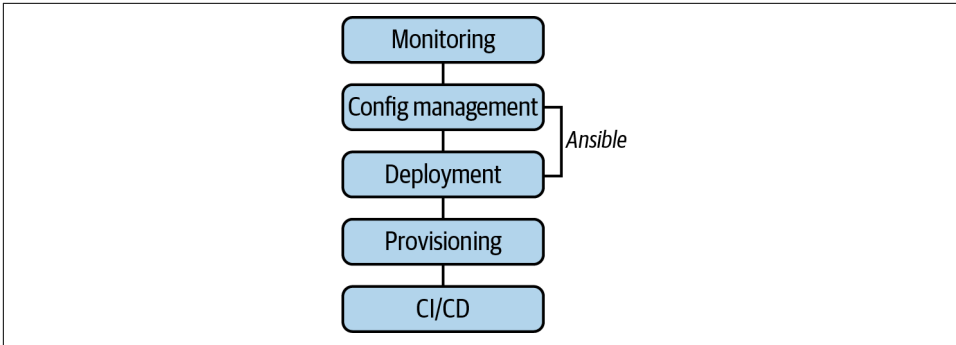 Monitoring
Config management
Ansible
Deployment
Provisioning
CI/CD